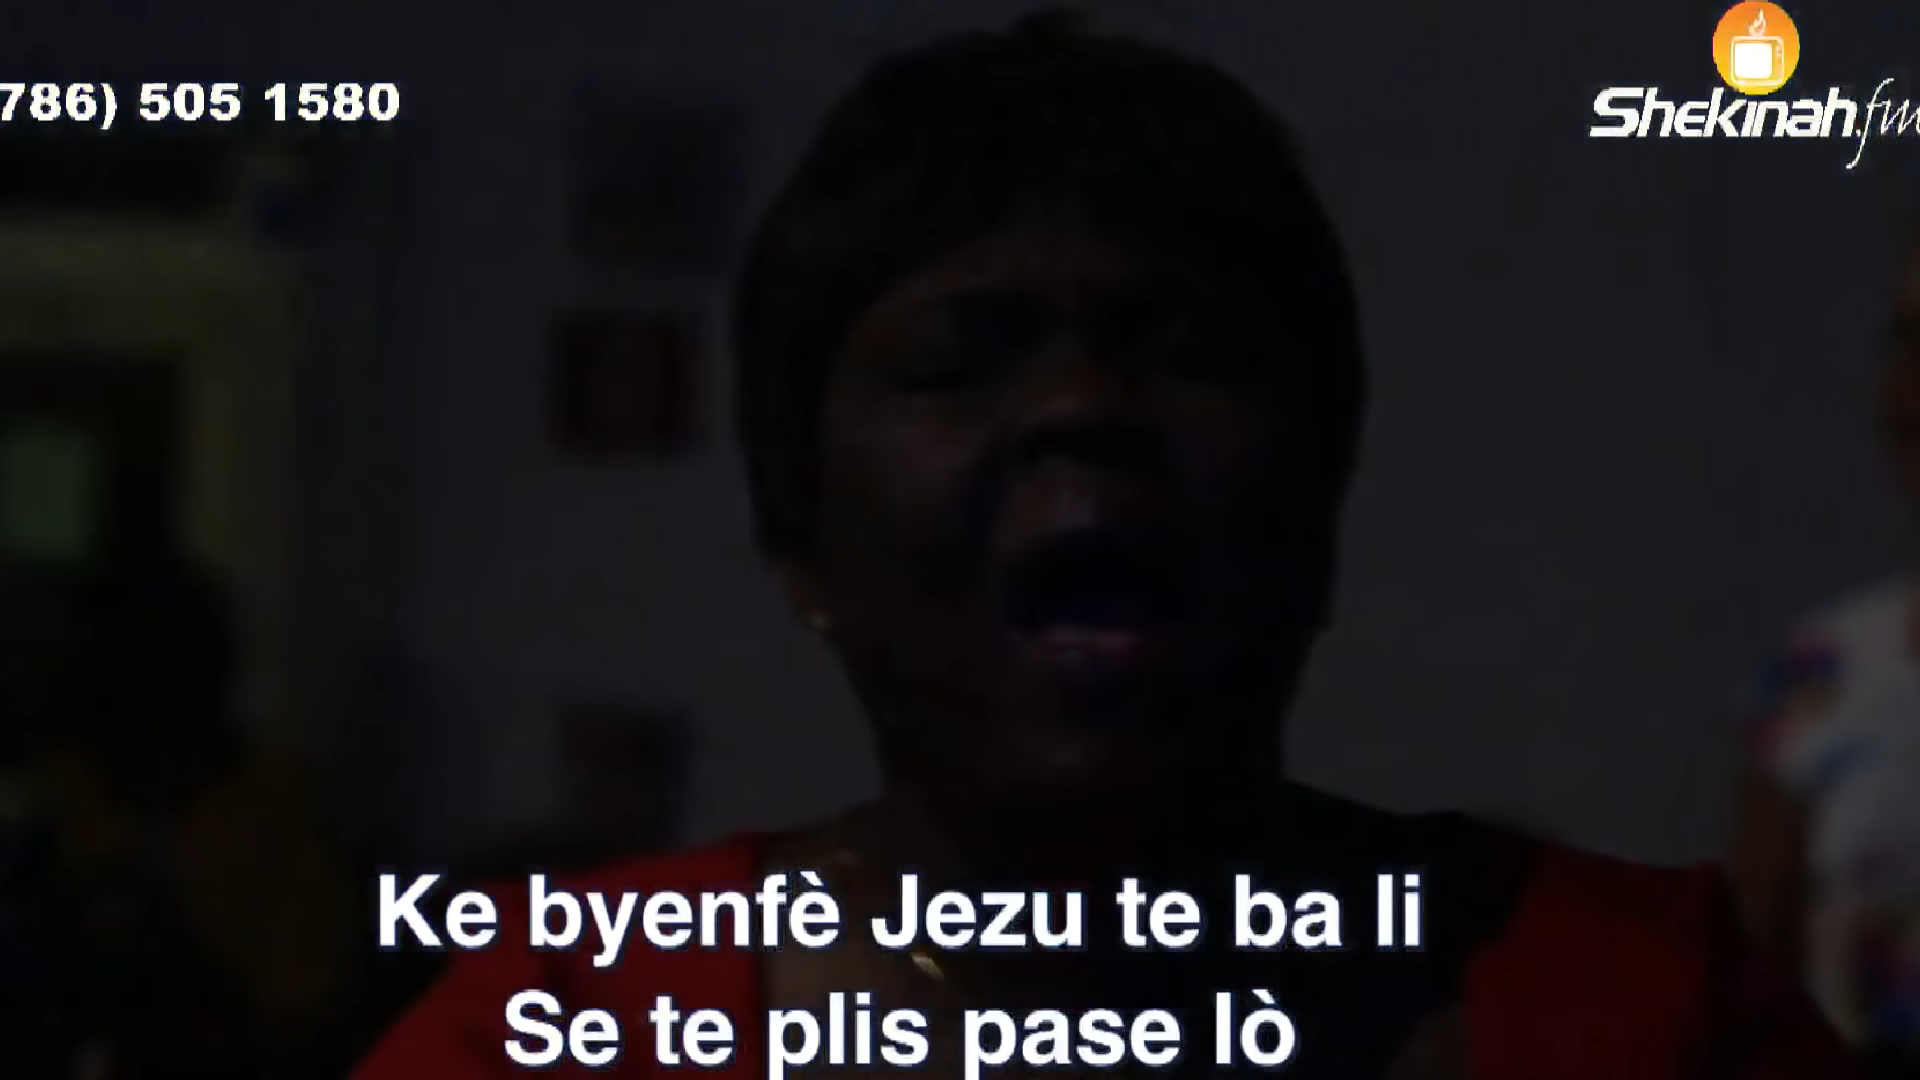 786) 505 1580
Shekinah.fm
Ke byenfè Jezu te ba li
Se te plis pase lò